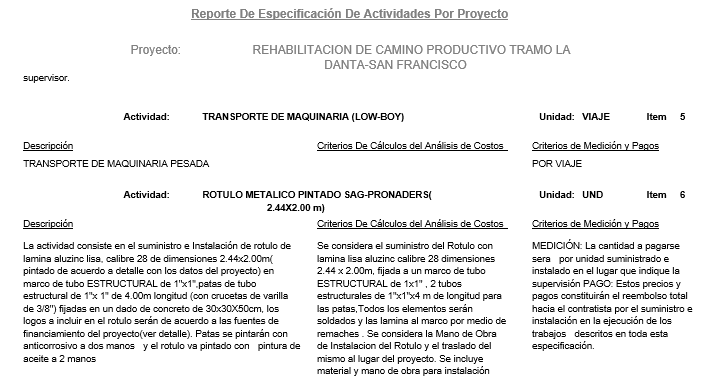 Reporte De Especificación De Actividades Por Proyecto
Proyecto: REHABILITACION DE CAMINO PRODUCTIVO TRAMO LA
DANTA-SAN FRANCISCO
supervisor.
Actividad: TRANSPORTE DE MAQUINARIA (LOW-BOY) Unidad: VIAJE Item 5
Descripción Criterios De Cálculos del Análisis de Costos Criterios de Medición y Pagos
TRANSPORTE DE MAQUINARIA PESADA POR VIAJE
Actividad: ROTULO METALICO PINTADO SAG-PRONADERS( Unidad: UND Item 6
2.44X2.00 m)
Descripción Criterios De Cálculos del Análisis de Costos Criterios de Medición y Pagos
La actividad consiste en el suministro e Instalación de rotulo de
lamina aluzinc lisa, calibre 28 de dimensiones 2.44x2.00m(
pintado de acuerdo a detalle con los datos del proyecto) en
marco de tubo ESTRUCTURAL de 1"x1",patas de tubo
estructural de 1"x 1" de 4.00m longitud (con crucetas de varilla
de 3/8") fijadas en un dado de concreto de 30x30X50cm, los
logos a incluir en el rotulo serán de acuerdo a las fuentes de
financiamiento del proyecto(ver detalle). Patas se pintarán con
anticorrosivo a dos manos y el rotulo va pintado con pintura de
aceite a 2 manos
Se considera el suministro del Rotulo con
lamina lisa aluzinc calibre 28 dimensiones
2.44 x 2.00m, fijada a un marco de tubo
ESTRUCTURAL de 1x1" , 2 tubos
estructurales de 1"x1"x4 m de longitud para
las patas,Todos los elementos serán
soldados y las lamina al marco por medio de
remaches . Se considera la Mano de Obra
de Instalacion del Rotulo y el traslado del
mismo al lugar del proyecto. Se incluye
material y mano de obra para instalación
MEDICIÓN: La cantidad a pagarse
sera por unidad suministrado e
instalado en el lugar que indique la
supervisión PAGO: Estos precios y
pagos constituirán el reembolso total
hacia el contratista por el suministro e
instalación en la ejecución de los
trabajos descritos en toda esta
especificación.